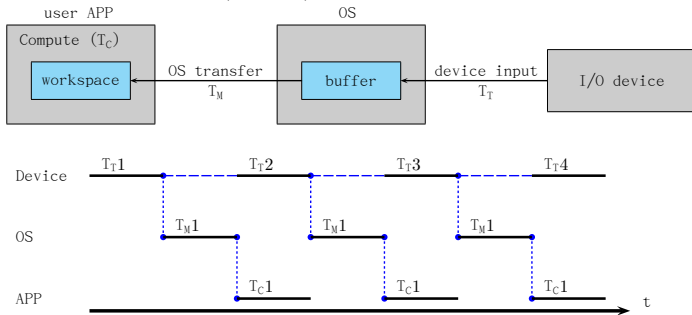 user APP OS
Compute (T_C)
workspace OS transfer buffer device input I/O device
T_M T_T
T_T1 T_T2 T_T3 T_T4
Device
T_M1 T_M1 T_M1
OS
T_C1 T_C1 T_C1
APP t